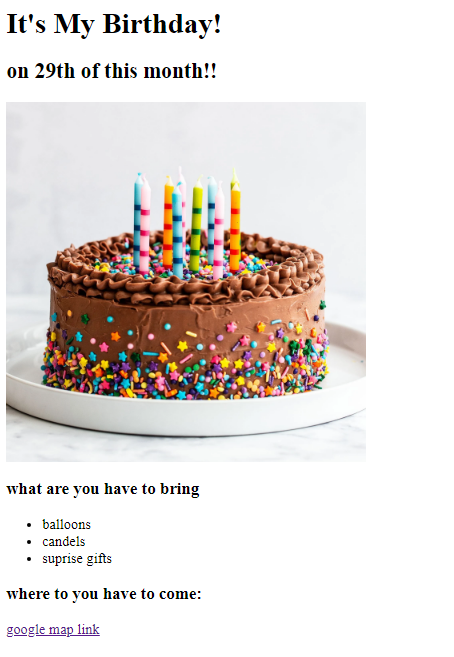 It's My Birthday!
on 29th of this month!!
what are you have to bring
balloons
candels
suprise gifts
where to you have to come:
google map link